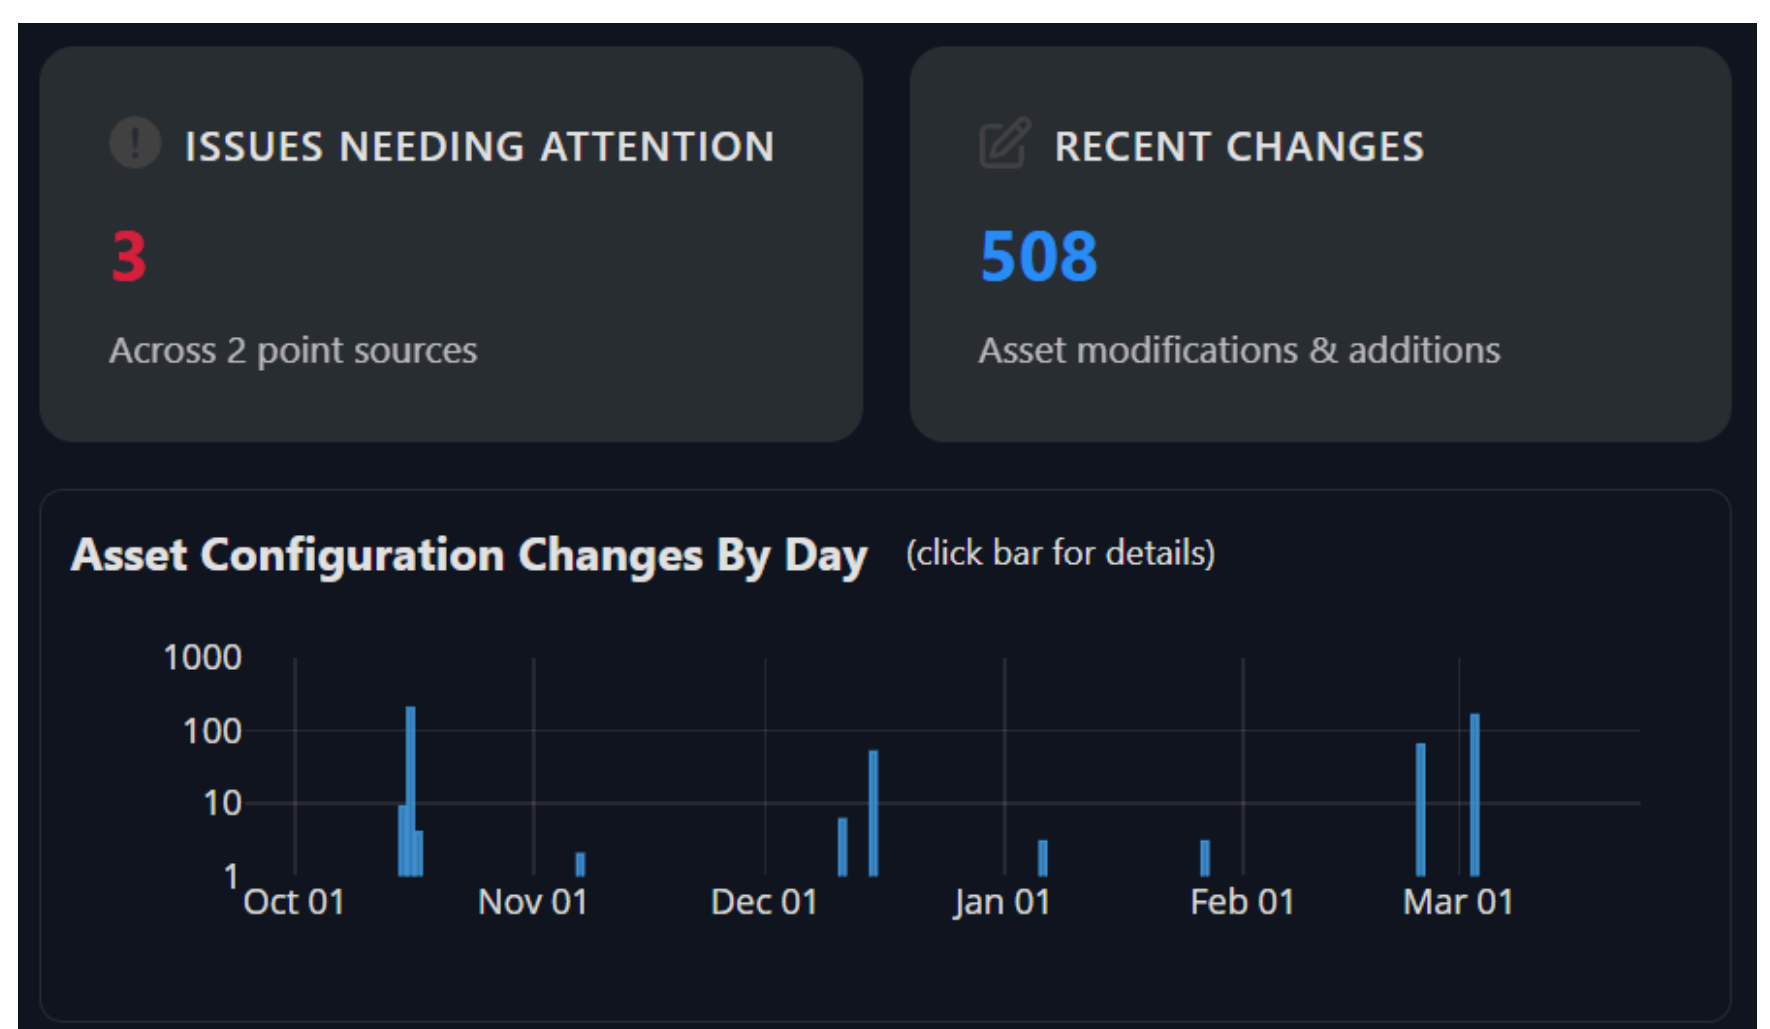 ISSUES NEEDING ATTENTION
3
Across 2 point sources
RECENT CHANGES
508
Asset modifications & additions
Asset Configuration Changes By Day (click bar for details)
1000
100
10
1
Oct 01 Nov 01 Dec 01 Jan 01 Feb 01 Mar 01